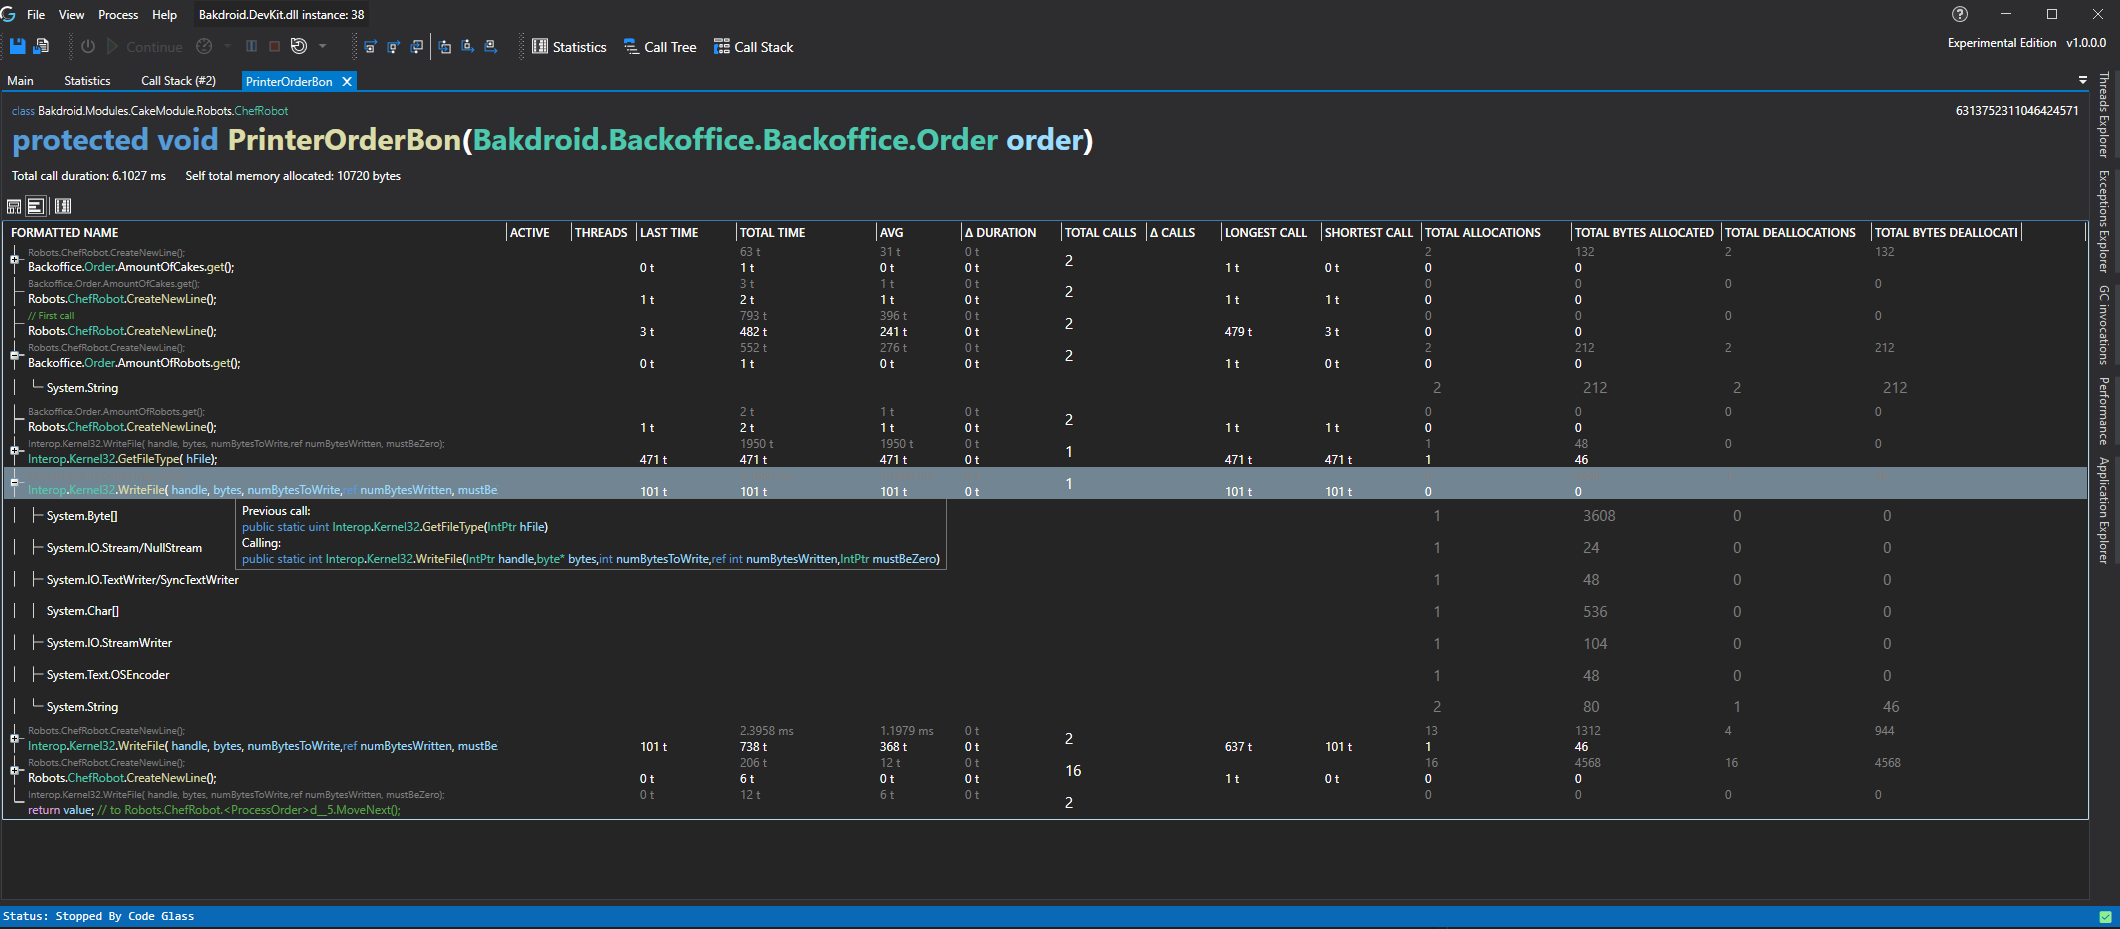 File View Process Help Bakdroid.DevKit.dll instance: 38
Continue Statistics Call Tree Call Stack
Experimental Edition v1.0.0.0
Main Statistics Call Stack (#2) PrinterOrderBon
class Bakdroid.Modules.CakeModule.Robots.ChefRobot 6313752311046424571
protected void PrinterOrderBon(Bakdroid.Backoffice.Backoffice.Order order)
Total call duration: 6.1027 ms Self total memory allocated: 10720 bytes
FORMATTED NAME ACTIVE THREADS LAST TIME TOTAL TIME AVG Δ DURATION TOTAL CALLS Δ CALLS LONGEST CALL SHORTEST CALL TOTAL ALLOCATIONS TOTAL BYTES ALLOCATED TOTAL DEALLOCATIONS TOTAL BYTES DEALLOCATI
Robots.ChefRobot.CreateNewLine(); 63 t 31 t 0 t 2 132 2 132
Backoffice.Order.AmountOfCakes.get(); 0 t 1 t 0 t 0 t 2 1 t 0 t 0 0
Backoffice.Order.AmountOfCakes.get(); 3 t 1 t 0 t 0 0 0 0
Robots.ChefRobot.CreateNewLine(); 1 t 2 t 1 t 0 t 2 1 t 1 t 0 0
// First call 793 t 396 t 0 t 0 0 0 0
Robots.ChefRobot.CreateNewLine(); 3 t 482 t 241 t 0 t 2 479 t 3 t 0 0
Robots.ChefRobot.CreateNewLine(); 552 t 276 t 0 t 2 212 2 212
Backoffice.Order.AmountOfRobots.get(); 0 t 1 t 0 t 0 t 2 1 t 0 t 0 0
System.String 2 212 2 212
Backoffice.Order.AmountOfRobots.get(); 2 t 1 t 0 t 0 0 0 0
Robots.ChefRobot.CreateNewLine(); 1 t 2 t 1 t 0 t 2 1 t 1 t 0 0
Interop.Kernel32.WriteFile( handle, bytes, numBytesToWrite,ref numBytesWritten, mustBeZero); 1950 t 1950 t 0 t 1 48 0 0
Interop.Kernel32.GetFileType( hFile); 471 t 471 t 471 t 0 t 1 471 t 471 t 1 46
Interop.Kernel32.WriteFile( handle, bytes, numBytesToWrite,ref numBytesWritten, mustBe 101 t 101 t 101 t 0 t 1 101 t 101 t 0 0
Previous call:
public static uint Interop.Kernel32.GetFileType(IntPtr hFile)
Calling:
public static int Interop.Kernel32.WriteFile(IntPtr handle,byte* bytes,int numBytesToWrite,ref int numBytesWritten,IntPtr mustBeZero)
System.Byte[] 1 3608 0 0
System.IO.Stream/NullStream 1 24 0 0
System.IO.TextWriter/SyncTextWriter 1 48 0 0
System.Char[] 1 536 0 0
System.IO.StreamWriter 1 104 0 0
System.Text.OSEncoder 1 48 0 0
System.String 2 80 1 46
Robots.ChefRobot.CreateNewLine(); 2.3958 ms 1.1979 ms 0 t 13 1312 4 944
Interop.Kernel32.WriteFile( handle, bytes, numBytesToWrite,ref numBytesWritten, mustBe 101 t 738 t 368 t 0 t 2 637 t 101 t 1 46
Robots.ChefRobot.CreateNewLine(); 206 t 12 t 0 t 16 4568 16 4568
Robots.ChefRobot.CreateNewLine(); 0 t 6 t 0 t 0 t 16 1 t 0 t 0 0
Interop.Kernel32.WriteFile( handle, bytes, numBytesToWrite,ref numBytesWritten, mustBeZero); 0 t 12 t 6 t 0 t 0 0 0 0
return value; // to Robots.ChefRobot.<ProcessOrder>d__5.MoveNext(); 2
Threads Explorer
Exceptions Explorer
GC invocations
Performance
Application Explorer
Status: Stopped By Code Glass